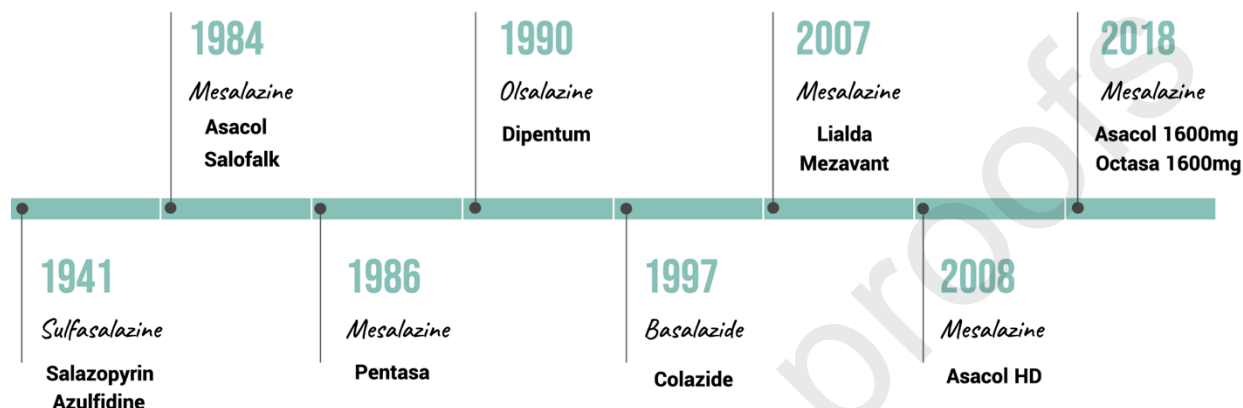 1984
Mesalazine
Asacol
Salofalk
1990
Olsalazine
Dipentum
2007
Mesalazine
Lialda
Mezavant
2018
Mesalazine
Asacol 1600mg
Octasa 1600mg
1941
Sulfasalazine
Salazopyrin
Azulfidine
1986
Mesalazine
Pentasa
1997
Basalazide
Colazide
2008
Mesalazine
Asacol HD
proofs